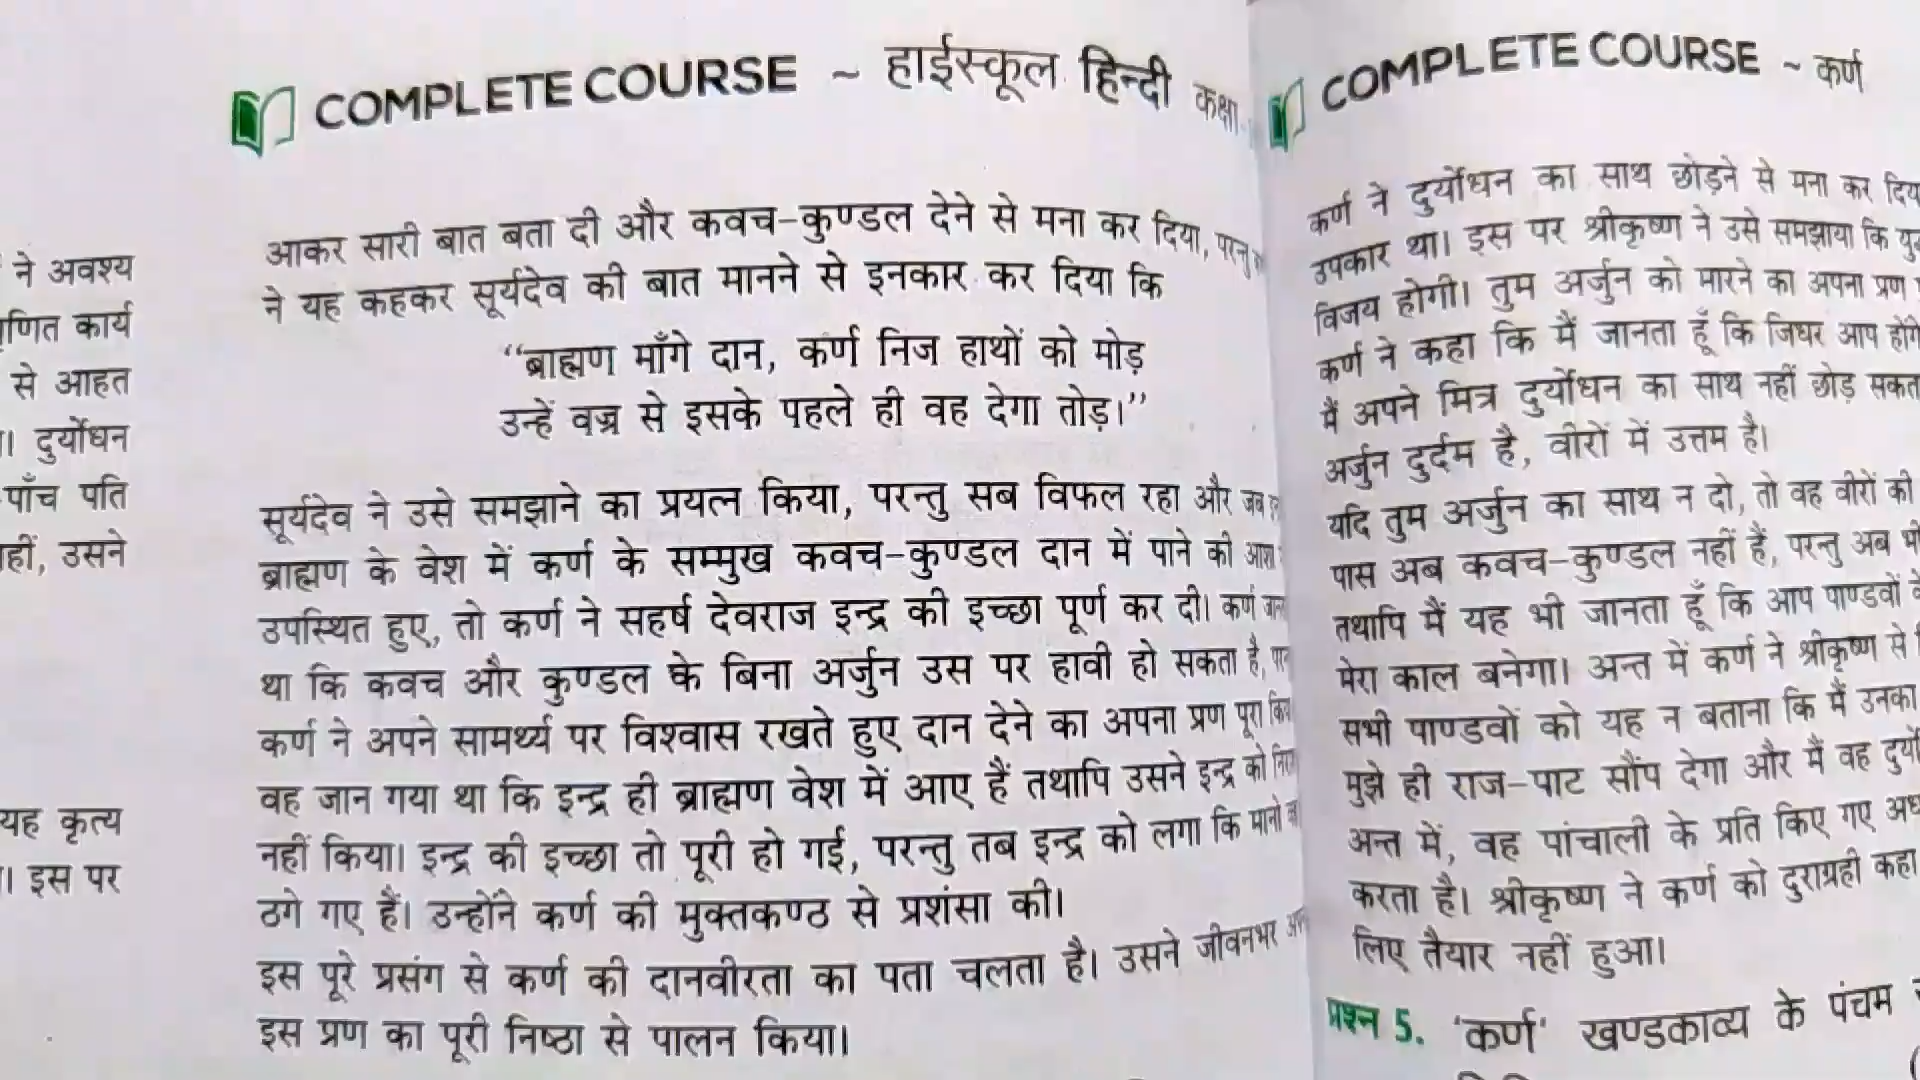 ने अवश्य
णित कार्य
से आहत
। दुर्योधन
पाँच पति
हीं, उसने
यह कृत्य
। इस पर
COMPLETE COURSE ~ हाईस्कूल हिन्दी कक्षा
आकर सारी बात बता दी और कवच-कुण्डल देने से मना कर दिया, परन्तु
ने यह कहकर सूर्यदेव की बात मानने से इनकार कर दिया कि
“ब्राह्मण माँगे दान, कर्ण निज हाथों को मोड़
उन्हें वज्र से इसके पहले ही वह देगा तोड़।”
सूर्यदेव ने उसे समझाने का प्रयत्न किया, परन्तु सब विफल रहा और जब
ब्राह्मण के वेश में कर्ण के सम्मुख कवच-कुण्डल दान में पाने की आशा
उपस्थित हुए, तो कर्ण ने सहर्ष देवराज इन्द्र की इच्छा पूर्ण कर दी। कर्ण
था कि कवच और कुण्डल के बिना अर्जुन उस पर हावी हो सकता है,
कर्ण ने अपने सामर्थ्य पर विश्वास रखते हुए दान देने का अपना प्रण पूरा
वह जान गया था कि इन्द्र ही ब्राह्मण वेश में आए हैं तथापि उसने इन्द्र को
नहीं किया। इन्द्र की इच्छा तो पूरी हो गई, परन्तु तब इन्द्र को लगा कि मानो
ठगे गए हैं। उन्होंने कर्ण की मुक्तकण्ठ से प्रशंसा की।
इस पूरे प्रसंग से कर्ण की दानवीरता का पता चलता है। उसने जीवनभर
इस प्रण का पूरी निष्ठा से पालन किया।
COMPLETE COURSE ~ कर्ण
कर्ण ने दुर्योधन का साथ छोड़ने से मना कर दिय
उपकार था। इस पर श्रीकृष्ण ने उसे समझाया कि
विजय होगी। तुम अर्जुन को मारने का अपना प्रण
कर्ण ने कहा कि मैं जानता हूँ कि जिधर आप होंगे
मैं अपने मित्र दुर्योधन का साथ नहीं छोड़ सकत
अर्जुन दुर्दम है, वीरों में उत्तम है।
यदि तुम अर्जुन का साथ न दो, तो वह वीरों की
पास अब कवच-कुण्डल नहीं हैं, परन्तु अब भी
तथापि मैं यह भी जानता हूँ कि आप पाण्डवों के
मेरा काल बनेगा। अन्त में कर्ण ने श्रीकृष्ण से
सभी पाण्डवों को यह न बताना कि मैं उनका
मुझे ही राज-पाट सौंप देगा और मैं वह
अन्त में, वह पांचाली के प्रति किए गए
करता है। श्रीकृष्ण ने कर्ण को दुराग्रही कहा
लिए तैयार नहीं हुआ।
प्रश्न 5. 'कर्ण' खण्डकाव्य के पंचम